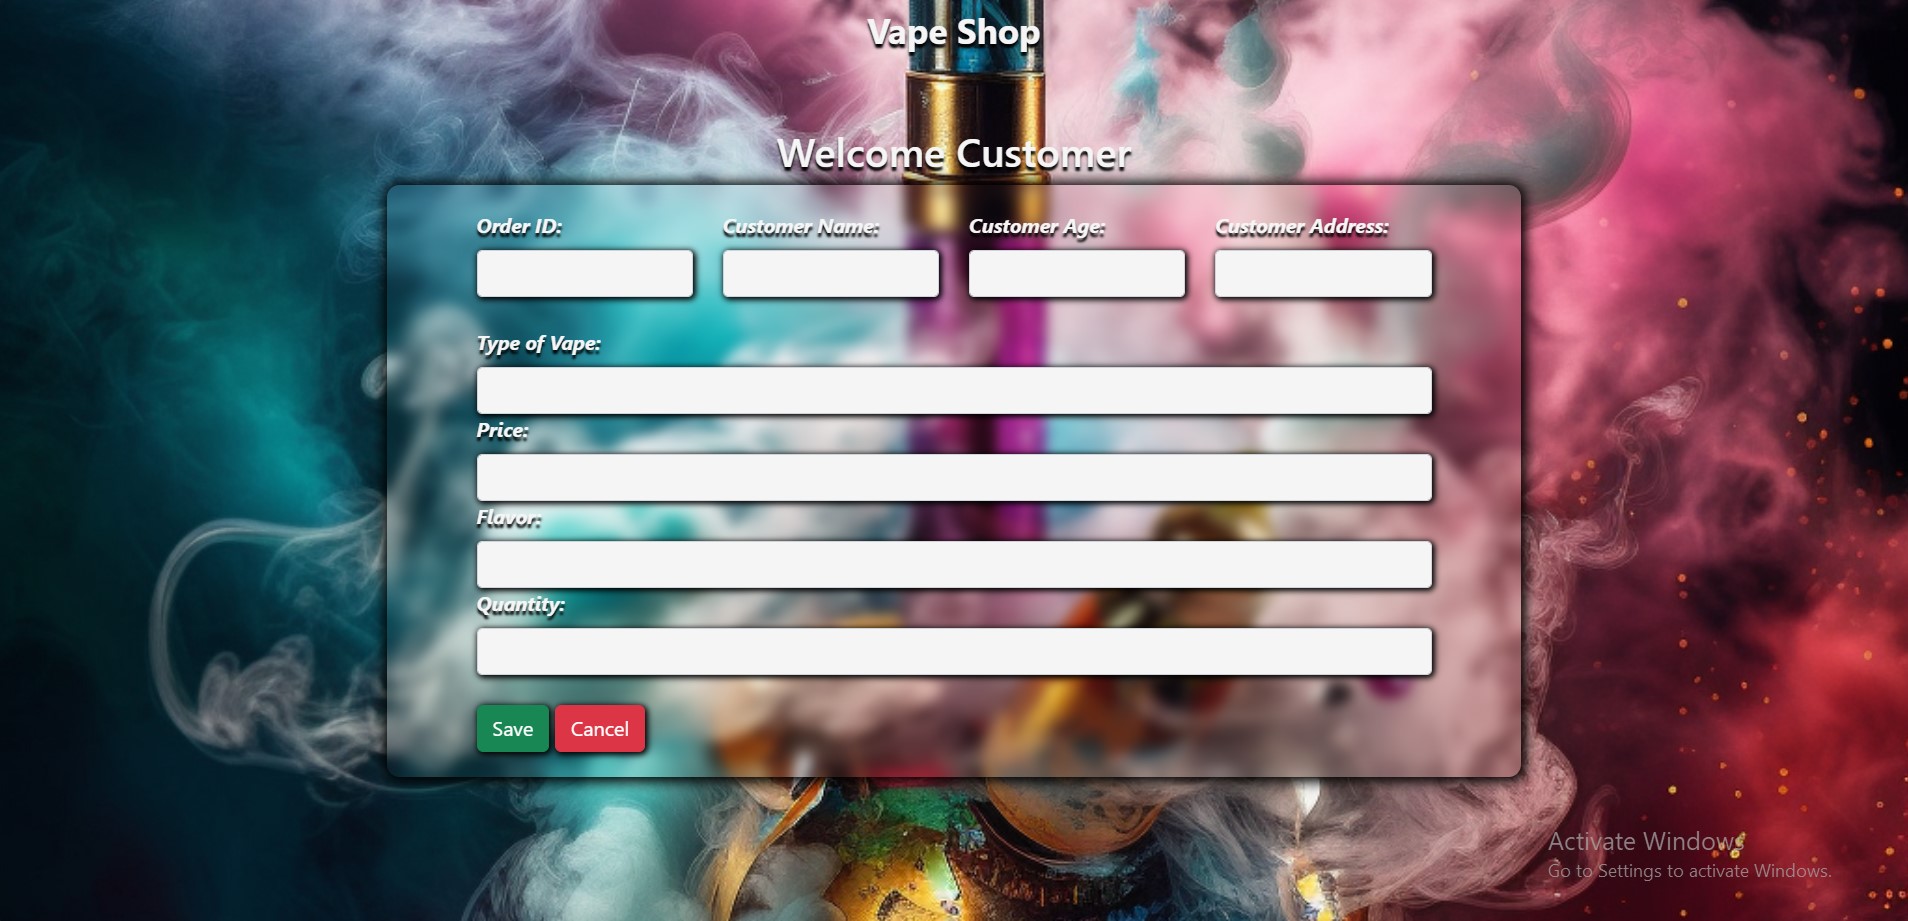 Vape Shop
Welcome Customer
Order ID: Customer Name: Customer Age: Customer Address:
Type of Vape:
Price:
Flavor:
Quantity:
Save Cancel
Activate Windows
Go to Settings to activate Windows.